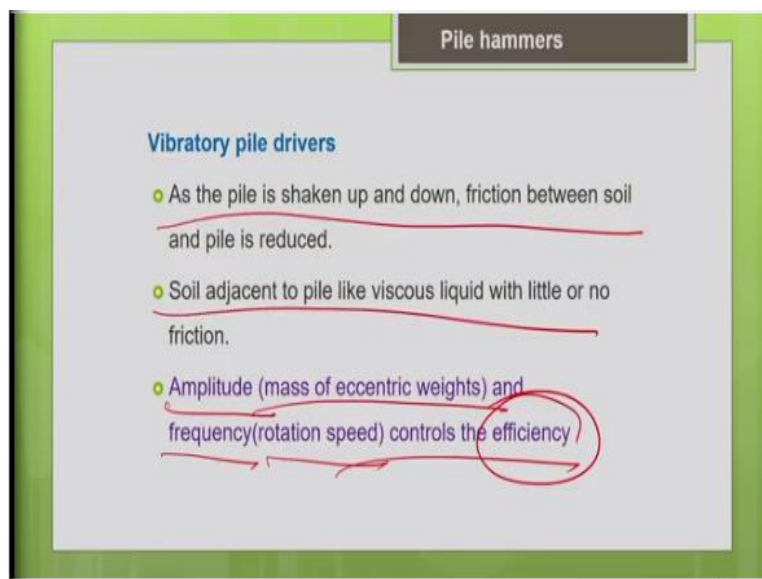 Pile hammers
Vibratory pile drivers
As the pile is shaken up and down, friction between soil
and pile is reduced.
Soil adjacent to pile like viscous liquid with little or no
friction.
Amplitude (mass of eccentric weights) and
frequency(rotation speed) controls the efficiency